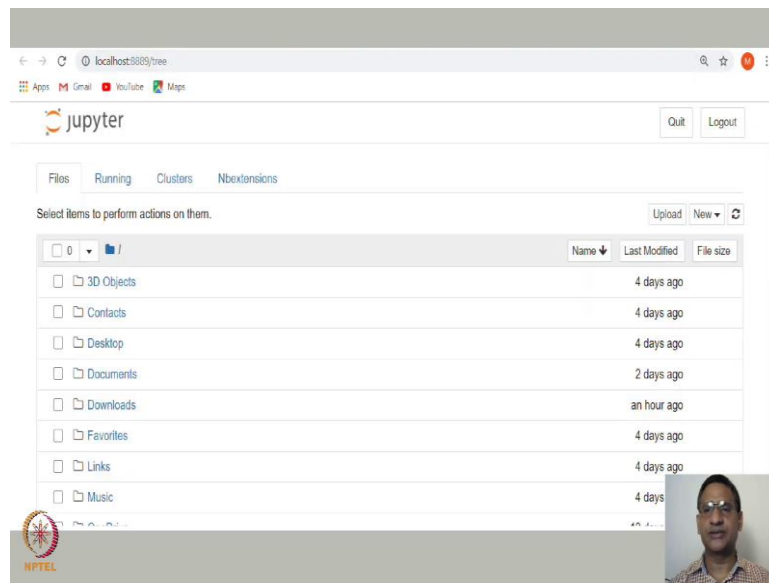 localhost:8889/tree
M
Apps M Gmail YouTube Maps
jupyter Quit Logout
Files Running Clusters Nbextensions
Select items to perform actions on them. Upload New
0 / Name Last Modified File size
3D Objects 4 days ago
Contacts 4 days ago
Desktop 4 days ago
Documents 2 days ago
Downloads an hour ago
Favorites 4 days ago
Links 4 days ago
Music 4 days
NPTEL